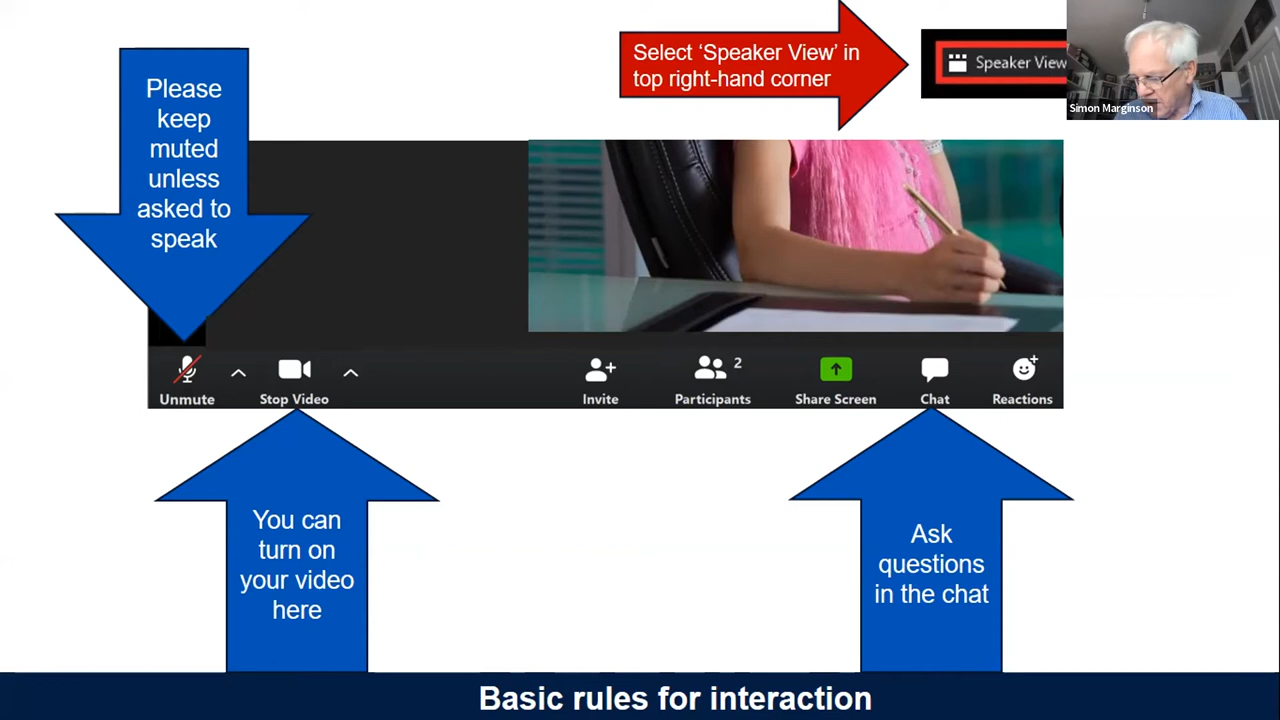 Select ‘Speaker View’ in
top right-hand corner
Speaker View
Simon Marginson
Please
keep
muted
unless
asked to
speak
Unmute
Stop Video
Invite
Participants
2
Share Screen
Chat
Reactions
You can
turn on
your video
here
Ask
questions
in the chat
Basic rules for interaction